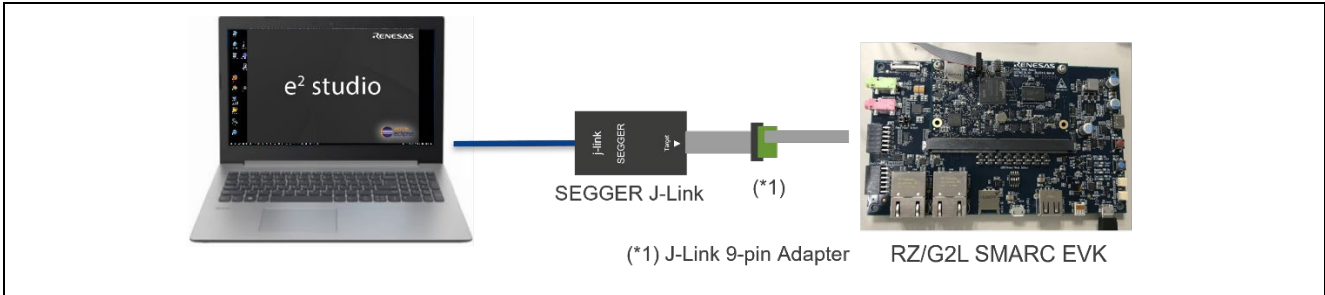 RENESAS
e² studio
j-link
SEGGER
Target
SEGGER J-Link
(*1)
(*1) J-Link 9-pin Adapter
RENESAS
RZ/G2L SMARC EVK